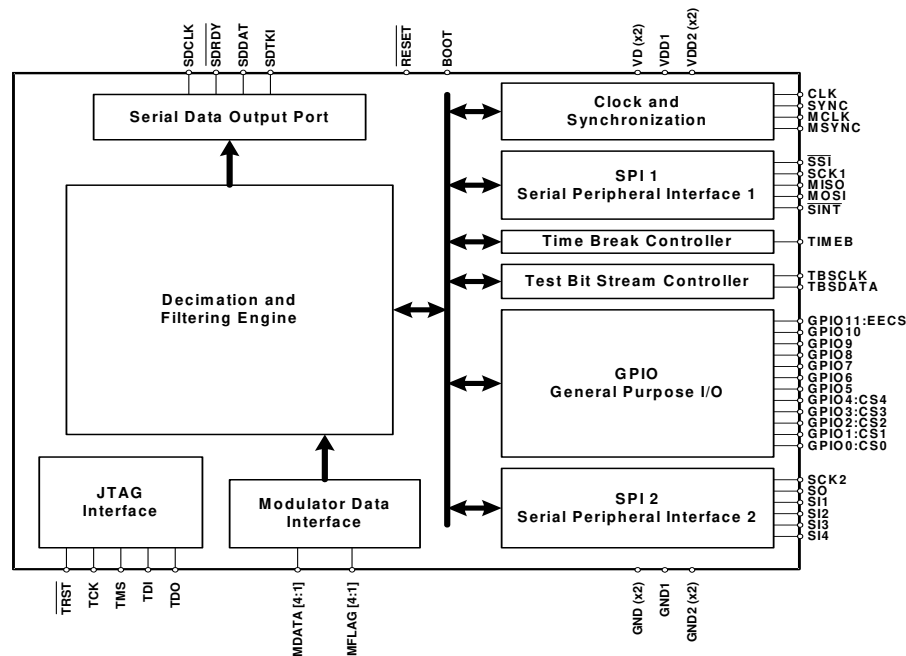 SDCLK
SDRDY
SDDAT
SDTKI
RESET
BOOT
VD (x2)
VDD1
VDD2 (x2)
Serial Data Output Port
Clock and
Synchronization
CLK
SYNC
MCLK
MSYNC
SPI 1
Serial Peripheral Interface 1
SSI
SCK1
MISO
MOSI
SINT
Time Break Controller
TIMEB
Test Bit Stream Controller
TBSCLK
TBSDATA
Decimation and
Filtering Engine
GPIO
General Purpose I/O
GPIO11:EECS
GPIO10
GPIO9
GPIO8
GPIO7
GPIO6
GPIO5
GPIO4:CS4
GPIO3:CS3
GPIO2:CS2
GPIO1:CS1
GPIO0:CS0
JTAG
Interface
Modulator Data
Interface
SPI 2
Serial Peripheral Interface 2
SCK2
SO
SI1
SI2
SI3
SI4
TRST
TCK
TMS
TDI
TDO
MDATA [4:1]
MFLAG [4:1]
GND (x2)
GND1
GND2 (x2)